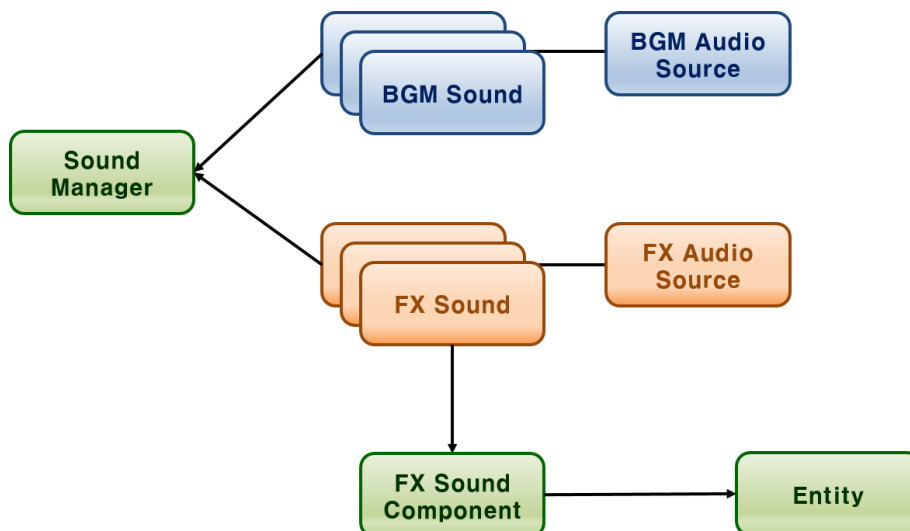 BGM Audio
Source
BGM Sound
Sound
Manager
FX Audio
Source
FX Sound
FX Sound
Component
Entity